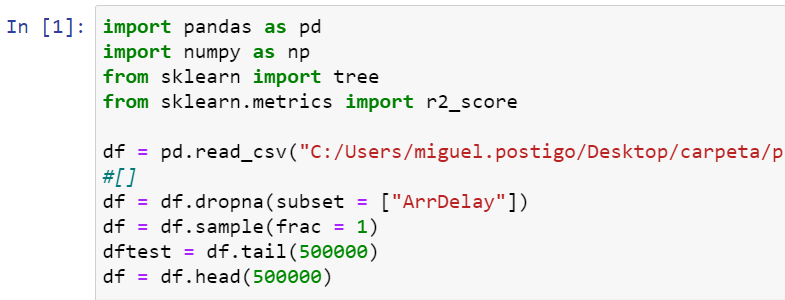 In [1]: import pandas as pd
import numpy as np
from sklearn import tree
from sklearn.metrics import r2_score
df = pd.read_csv("C:/Users/miguel.postigo/Desktop/carpeta/p
#[]
df = df.dropna(subset = ["ArrDelay"])
df = df.sample(frac = 1)
dftest = df.tail(500000)
df = df.head(500000)